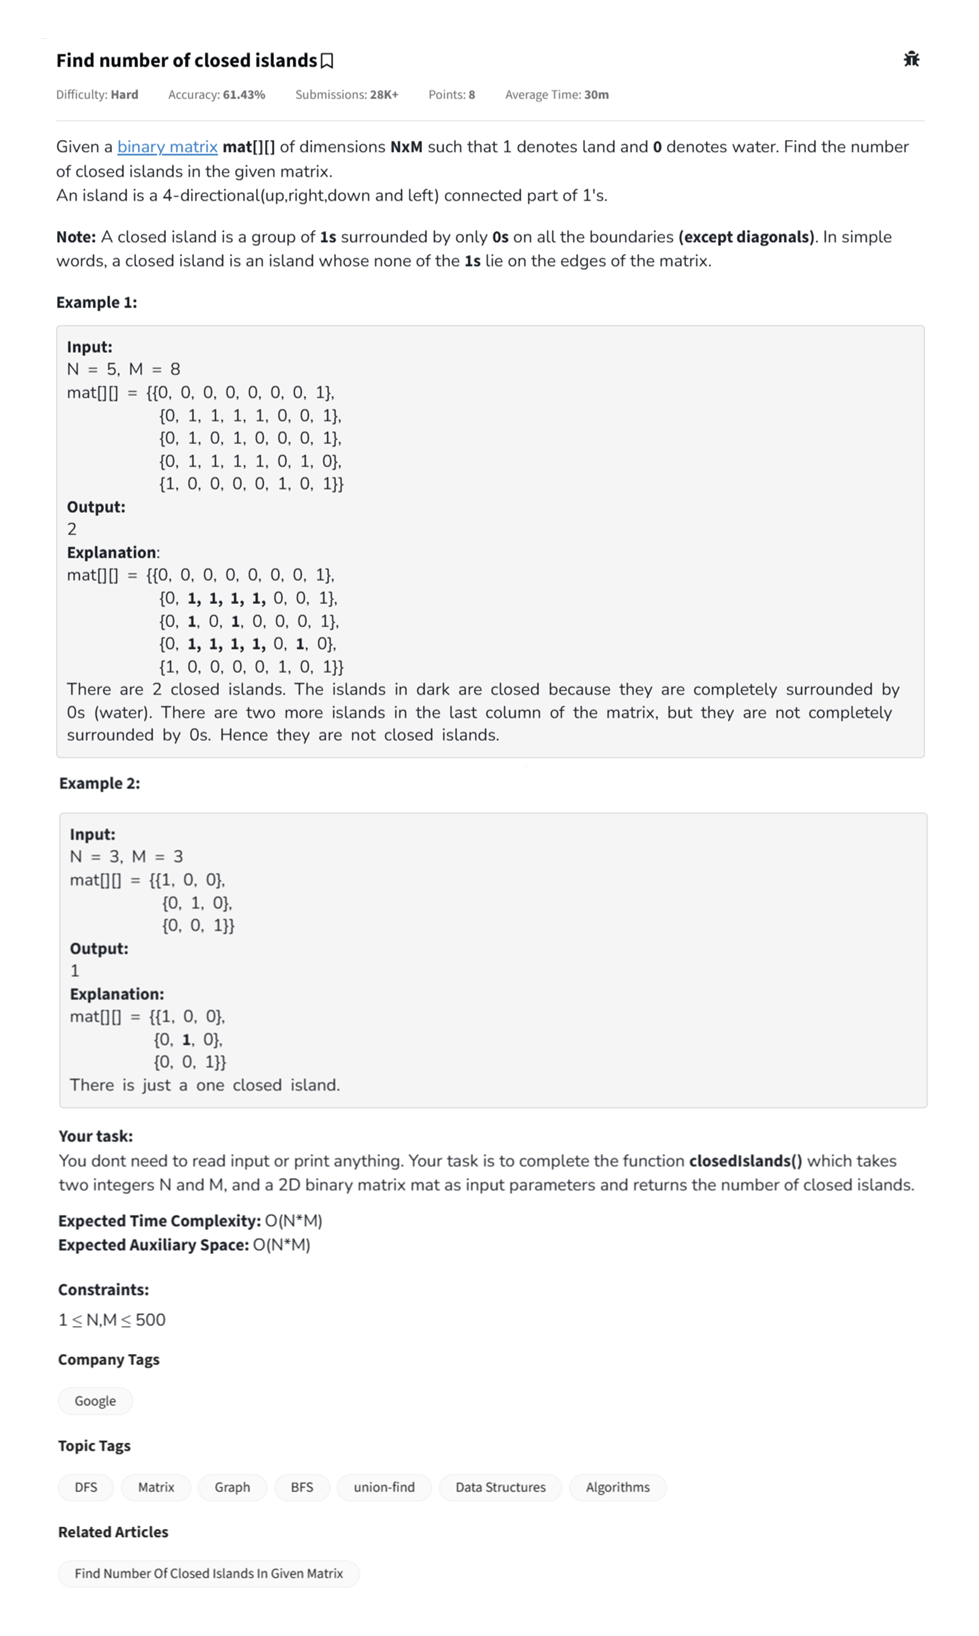 Find number of closed islands
Difficulty: Hard Accuracy: 61.43% Submissions: 28K+ Points: 8 Average Time: 30m
Given a binary matrix mat[][] of dimensions NxM such that 1 denotes land and 0 denotes water. Find the number
of closed islands in the given matrix.
An island is a 4-directional(up,right,down and left) connected part of 1's.
Note: A closed island is a group of 1s surrounded by only 0s on all the boundaries (except diagonals). In simple
words, a closed island is an island whose none of the 1s lie on the edges of the matrix.
Example 1:
Input:
N = 5, M = 8
mat[][] = {{0, 0, 0, 0, 0, 0, 0, 1},
{0, 1, 1, 1, 1, 0, 0, 1},
{0, 1, 0, 1, 0, 0, 0, 1},
{0, 1, 1, 1, 1, 0, 1, 0},
{1, 0, 0, 0, 0, 1, 0, 1}}
Output:
2
Explanation:
mat[][] = {{0, 0, 0, 0, 0, 0, 0, 1},
{0, 1, 1, 1, 1, 0, 0, 1},
{0, 1, 0, 1, 0, 0, 0, 1},
{0, 1, 1, 1, 1, 0, 1, 0},
{1, 0, 0, 0, 0, 1, 0, 1}}
There are 2 closed islands. The islands in dark are closed because they are completely surrounded by
0s (water). There are two more islands in the last column of the matrix, but they are not completely
surrounded by 0s. Hence they are not closed islands.
Example 2:
Input:
N = 3, M = 3
mat[][] = {{1, 0, 0},
{0, 1, 0},
{0, 0, 1}}
Output:
1
Explanation:
mat[][] = {{1, 0, 0},
{0, 1, 0},
{0, 0, 1}}
There is just a one closed island.
Your task:
You dont need to read input or print anything. Your task is to complete the function closedIslands() which takes
two integers N and M, and a 2D binary matrix mat as input parameters and returns the number of closed islands.
Expected Time Complexity: O(N*M)
Expected Auxiliary Space: O(N*M)
Constraints:
1 ≤ N,M ≤ 500
Company Tags
Google
Topic Tags
DFS Matrix Graph BFS union-find Data Structures Algorithms
Related Articles
Find Number Of Closed Islands In Given Matrix